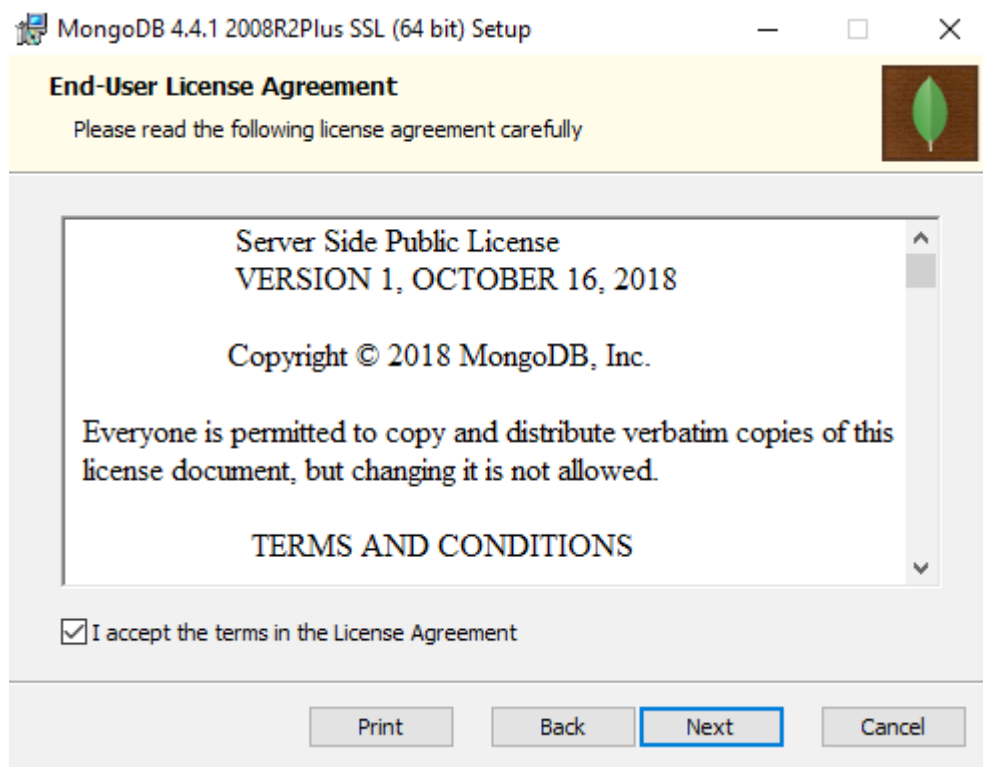 MongoDB 4.4.1 2008R2Plus SSL (64 bit) Setup
End-User License Agreement
Please read the following license agreement carefully
Server Side Public License
VERSION 1, OCTOBER 16, 2018
Copyright © 2018 MongoDB, Inc.
Everyone is permitted to copy and distribute verbatim copies of this
license document, but changing it is not allowed.
TERMS AND CONDITIONS
I accept the terms in the License Agreement
Print Back Next Cancel